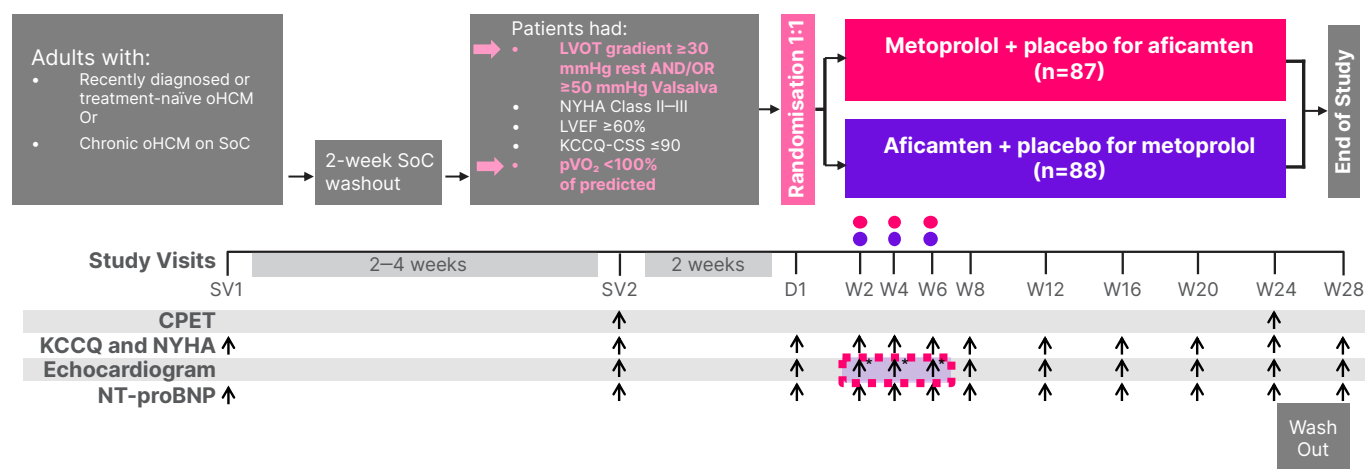 Adults with:
• Recently diagnosed or
treatment-naïve oHCM
Or
• Chronic oHCM on SoC
2-week SoC
washout
Patients had:
• LVOT gradient ≥30
mmHg rest AND/OR
≥50 mmHg Valsalva
• NYHA Class II–III
• LVEF ≥60%
• KCCQ-CSS ≤90
• pVO₂ <100%
of predicted
Randomisation 1:1
Metoprolol + placebo for aficamten
(n=87)
Aficamten + placebo for metoprolol
(n=88)
End of Study
Study Visits
2–4 weeks
2 weeks
SV1 SV2 D1 W2 W4 W6 W8 W12 W16 W20 W24 W28
CPET
KCCQ and NYHA
Echocardiogram * * *
NT-proBNP
Wash
Out